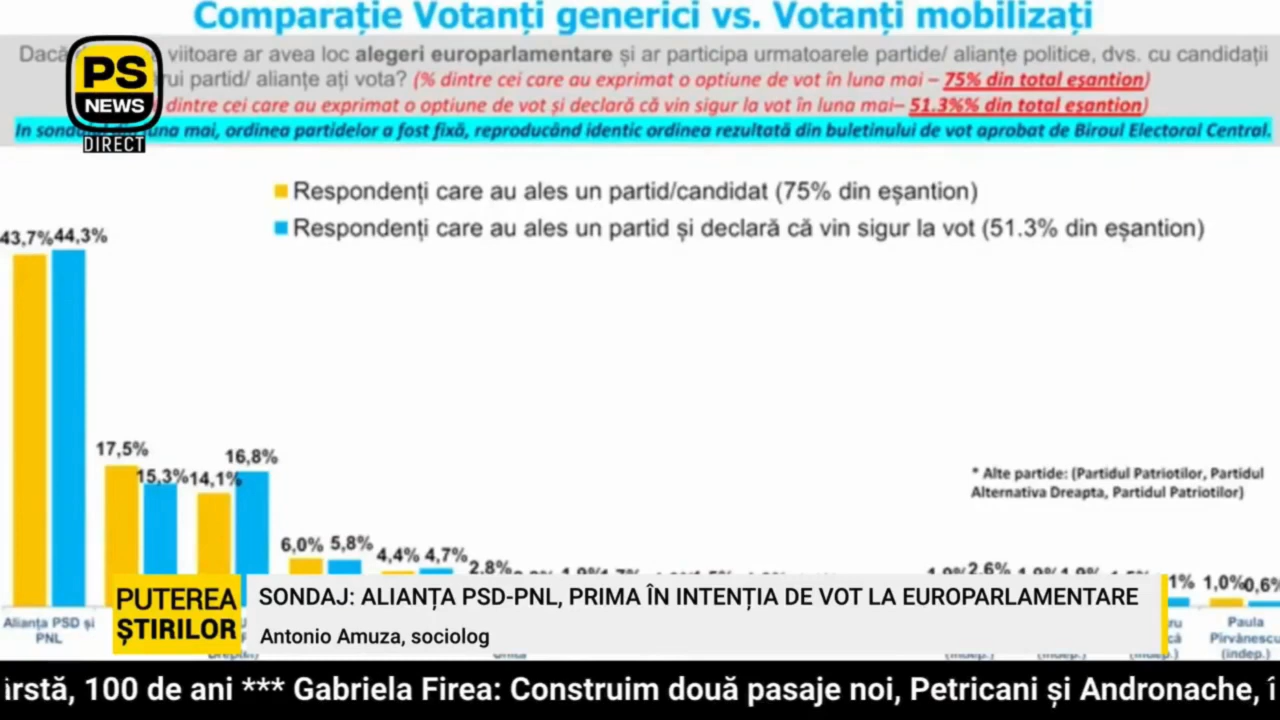 Comparație Votanți generici vs. Votanți mobilizați
viitoare ar avea loc alegeri europarlamentare și ar participa urmatoarele partide/ alianțe politice, dvs. cu candidații
partid/ alianțe ați vota? (% dintre cei care au exprimat o optiune de vot în luna mai – 75% din total eșantion)
dintre cei care au exprimat o optiune de vot și declară că vin sigur la vot în luna mai– 51.3%% din total eșantion)
mai, ordinea partidelor a fost fixă, reproducând identic ordinea rezultată din buletinului de vot aprobat de Biroul Electoral Central.
PS
NEWS
DIRECT
Respondenți care au ales un partid/candidat (75% din eșantion)
Respondenți care au ales un partid și declară că vin sigur la vot (51.3% din eșantion)
43,7% 44,3%
17,5%
15,3% 14,1%
16,8%
6,0% 5,8%
4,4% 4,7%
2,8%
* Alte partide: (Partidul Patriotilor, Partidul
Alternativa Dreapta, Partidul Patriotilor)
2,6%
1% 1,0% 0,6%
Alianța PSD și
PNL
Paula
Pîrvănescu
(indep.)
PUTEREA
ȘTIRILOR
SONDAJ: ALIANȚA PSD-PNL, PRIMA ÎN INTENȚIA DE VOT LA EUROPARLAMENTARE
Antonio Amuza, sociolog
ârstă, 100 de ani *** Gabriela Firea: Construim două pasaje noi, Petricani și Andronache, î